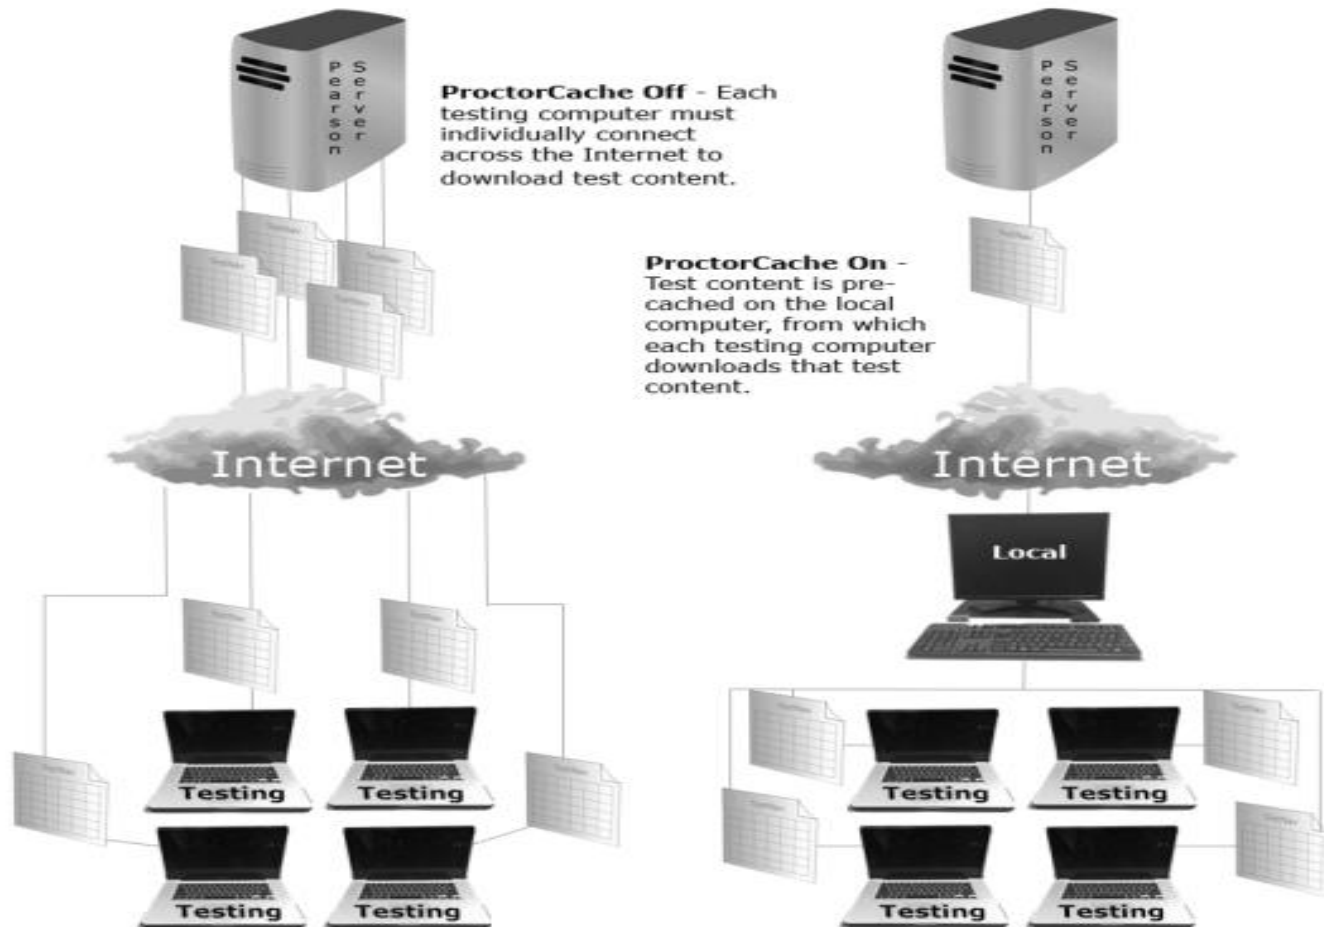 Pearson
Server
ProctorCache Off - Each
testing computer must
individually connect
across the Internet to
download test content.
Pearson
Server
ProctorCache On -
Test content is pre-
cached on the local
computer, from which
each testing computer
downloads that test
content.
Internet
Internet
Local
Testing
Testing
Testing
Testing
Testing
Testing
Testing
Testing